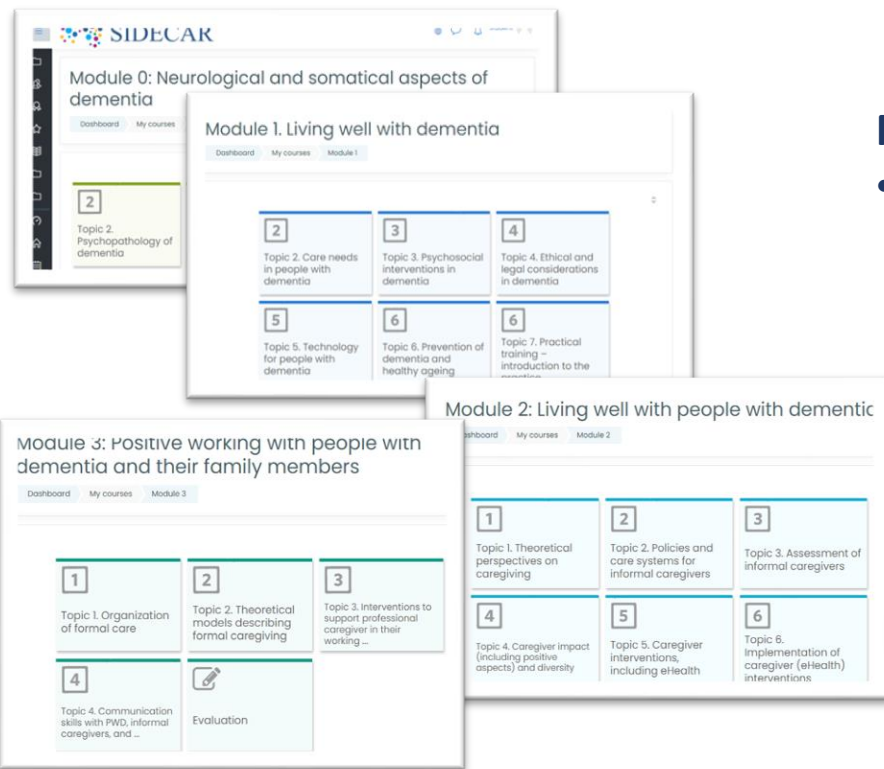 SIDECAR
Module 0: Neurological and somatical aspects of
dementia
Dashboard My courses
2
Topic 2.
Psychopathology of
dementia
Module 1. Living well with dementia
Dashboard My courses Module 1
2
Topic 2. Care needs
in people with
dementia
3
Topic 3. Psychosocial
interventions in
dementia
4
Topic 4. Ethical and
legal considerations
in dementia
5
Topic 5. Technology
for people with
dementia
6
Topic 6. Prevention of
dementia and
healthy ageing
6
Topic 7. Practical
training –
introduction to the
Module 2: Living well with people with
My courses Module 2
1
Topic 1. Theoretical
perspectives on
caregiving
2
Topic 2. Policies and
care systems for
informal caregivers
3
Topic 3. Assessment of
informal caregivers
4
Topic 4. Caregiver impact
(including positive
aspects) and diversity
5
Topic 5. Caregiver
interventions,
including eHealth
6
Topic 6.
Implementation of
caregiver (eHealth)
interventions
Module 3: Positive working with people with
dementia and their family members
Dashboard My courses Module 3
1
Topic 1. Organization
of formal care
2
Topic 2. Theoretical
models describing
formal caregiving
3
Topic 3. Interventions to
support professional
caregiver in their
working ...
4
Topic 4. Communication
skills with PWD, informal
caregivers, and ...
Evaluation